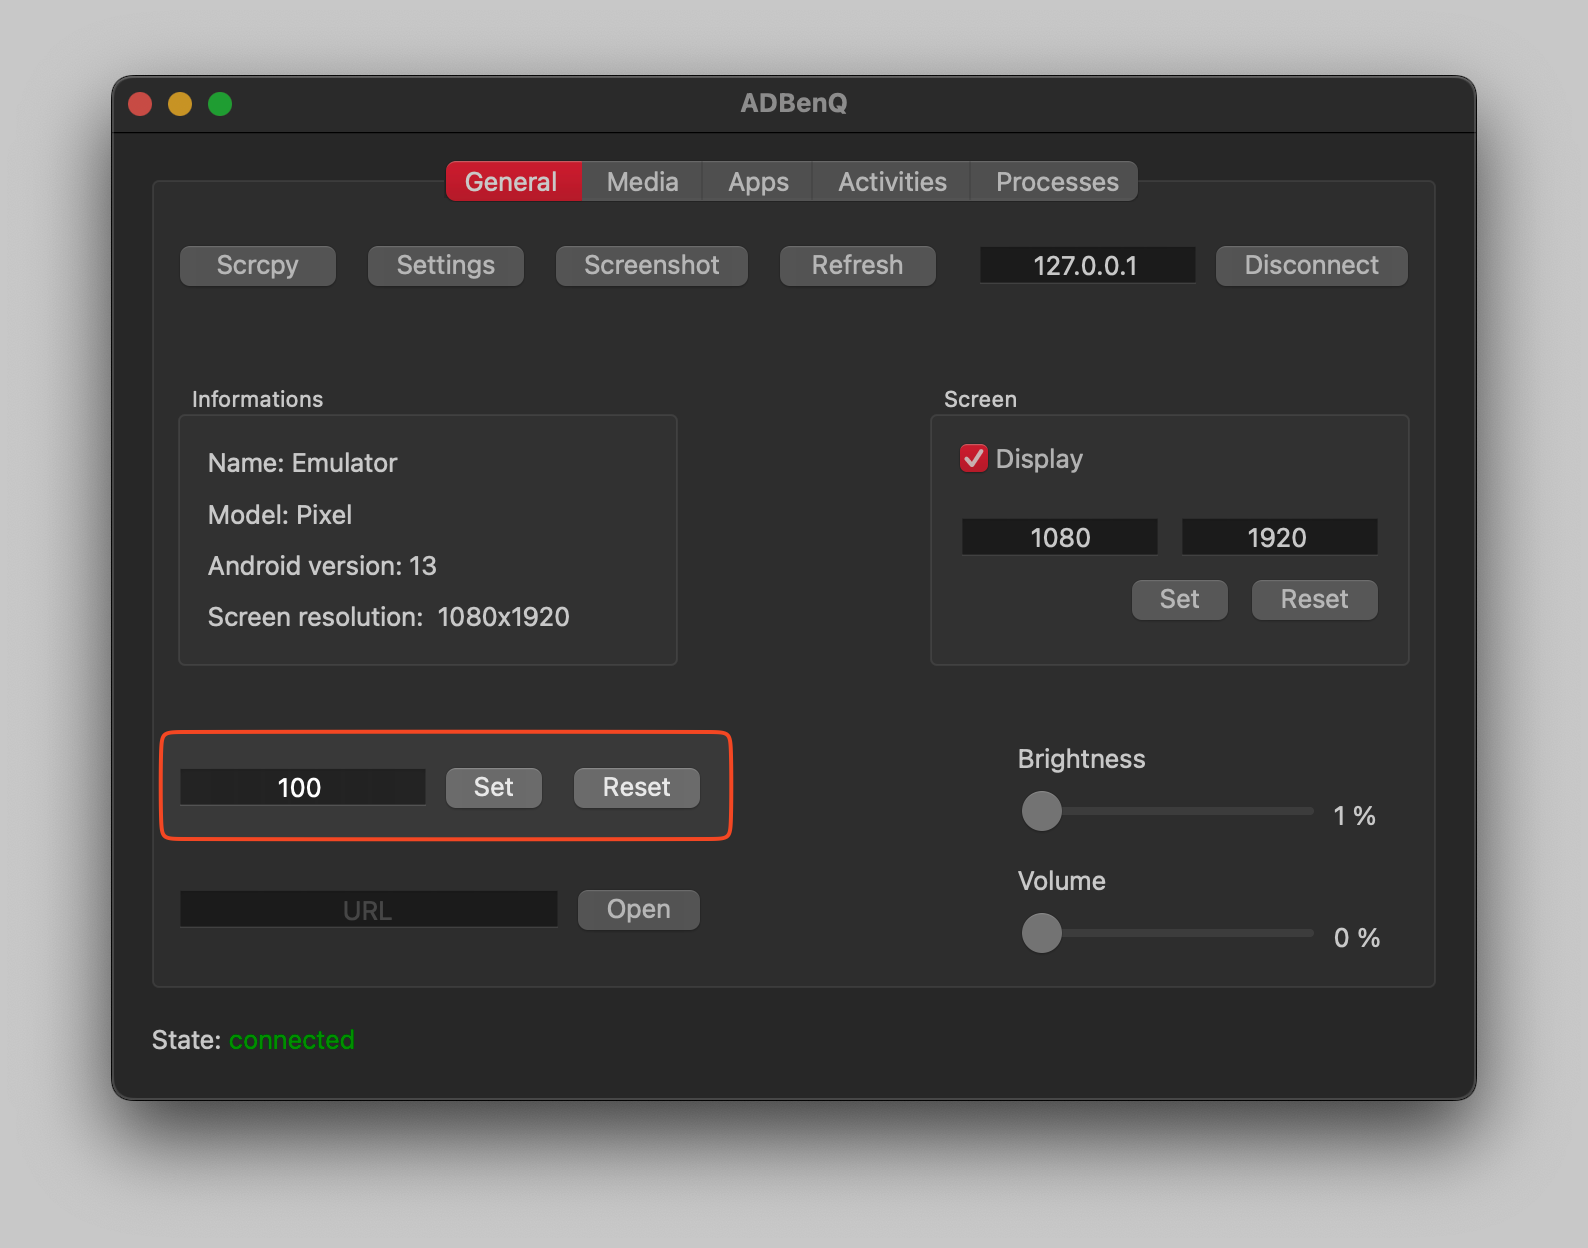 ADBenQ
General Media Apps Activities Processes
Scrcpy Settings Screenshot Refresh 127.0.0.1 Disconnect
Informations
Name: Emulator
Model: Pixel
Android version: 13
Screen resolution: 1080x1920
Screen
Display
1080 1920
Set Reset
100 Set Reset
URL Open
Brightness
1 %
Volume
0 %
State: connected